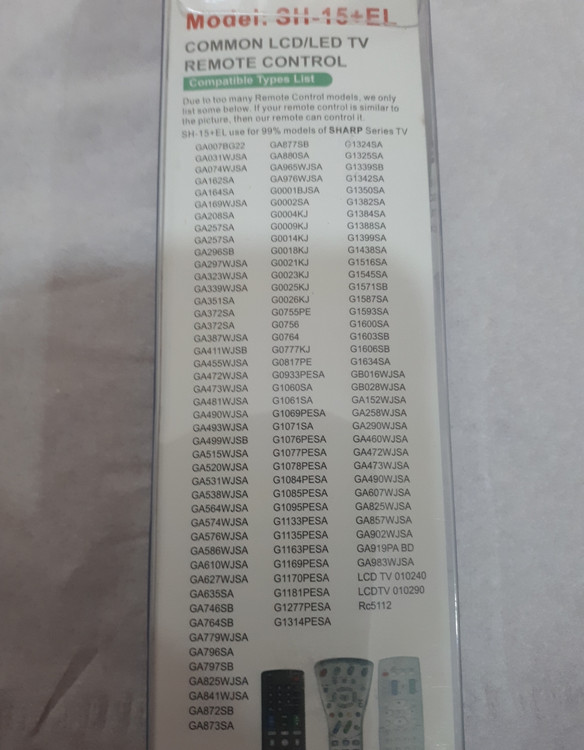 Model: SH-15+EL
COMMON LCD/LED TV
REMOTE CONTROL
Compatible Types List
Due to too many Remote Control models, we only
list some below. If your remote control is similar to
the picture, then our remote can control it.
SH-15+EL use for 99% models of SHARP Series TV
GA007BG22
GA031WJSA
GA074WJSA
GA162SA
GA164SA
GA169WJSA
GA208SA
GA257SA
GA257SA
GA296SB
GA297WJSA
GA323WJSA
GA339WJSA
GA351SA
GA372SA
GA372SA
GA387WJSA
GA411WJSB
GA455WJSA
GA472WJSA
GA473WJSA
GA481WJSA
GA490WJSA
GA493WJSA
GA499WJSB
GA515WJSA
GA520WJSA
GA531WJSA
GA538WJSA
GA564WJSA
GA574WJSA
GA576WJSA
GA586WJSA
GA610WJSA
GA627WJSA
GA635SA
GA746SB
GA764SB
GA779WJSA
GA796SA
GA797SB
GA825WJSA
GA841WJSA
GA872SB
GA873SA
GA877SB
GA880SA
GA965WJSA
GA976WJSA
G0001BJSA
G0002SA
G0004KJ
G0009KJ
G0014KJ
G0018KJ
G0021KJ
G0023KJ
G0025KJ
G0026KJ
G0755PE
G0756
G0764
G0777KJ
G0817PE
G0933PESA
G1060SA
G1061SA
G1069PESA
G1071SA
G1076PESA
G1077PESA
G1078PESA
G1084PESA
G1085PESA
G1095PESA
G1133PESA
G1135PESA
G1163PESA
G1169PESA
G1170PESA
G1181PESA
G1277PESA
G1314PESA
G1324SA
G1325SA
G1339SB
G1342SA
G1350SA
G1382SA
G1384SA
G1388SA
G1399SA
G1438SA
G1516SA
G1545SA
G1571SB
G1587SA
G1593SA
G1600SA
G1603SB
G1606SB
G1634SA
GB016WJSA
GB028WJSA
GA152WJSA
GA258WJSA
GA290WJSA
GA460WJSA
GA472WJSA
GA473WJSA
GA490WJSA
GA607WJSA
GA825WJSA
GA857WJSA
GA902WJSA
GA919PA BD
GA983WJSA
LCD TV 010240
LCDTV 010290
Rc5112